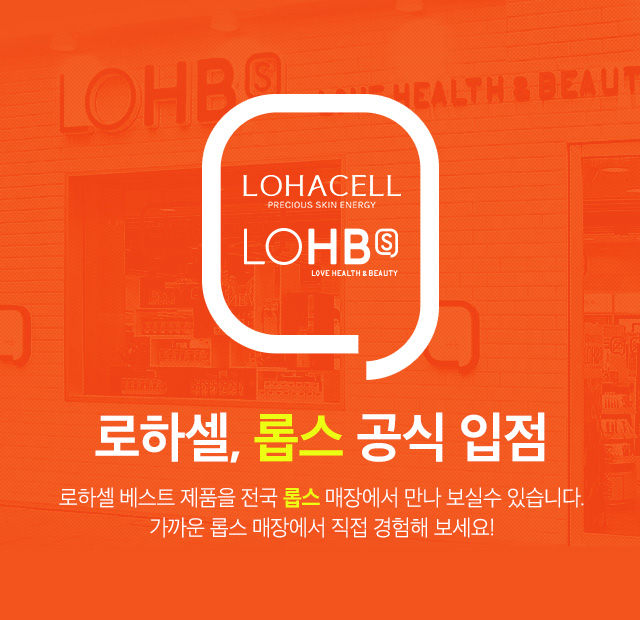 LOHBS
LOVE HEALTH & BEAUTY
LOHACELL
PRECIOUS SKIN ENERGY
LOHBS
LOVE HEALTH & BEAUTY
로하셀, 롭스 공식 입점
로하셀 베스트 제품을 전국 롭스 매장에서 만나 보실수 있습니다.
가까운 롭스 매장에서 직접 경험해 보세요!